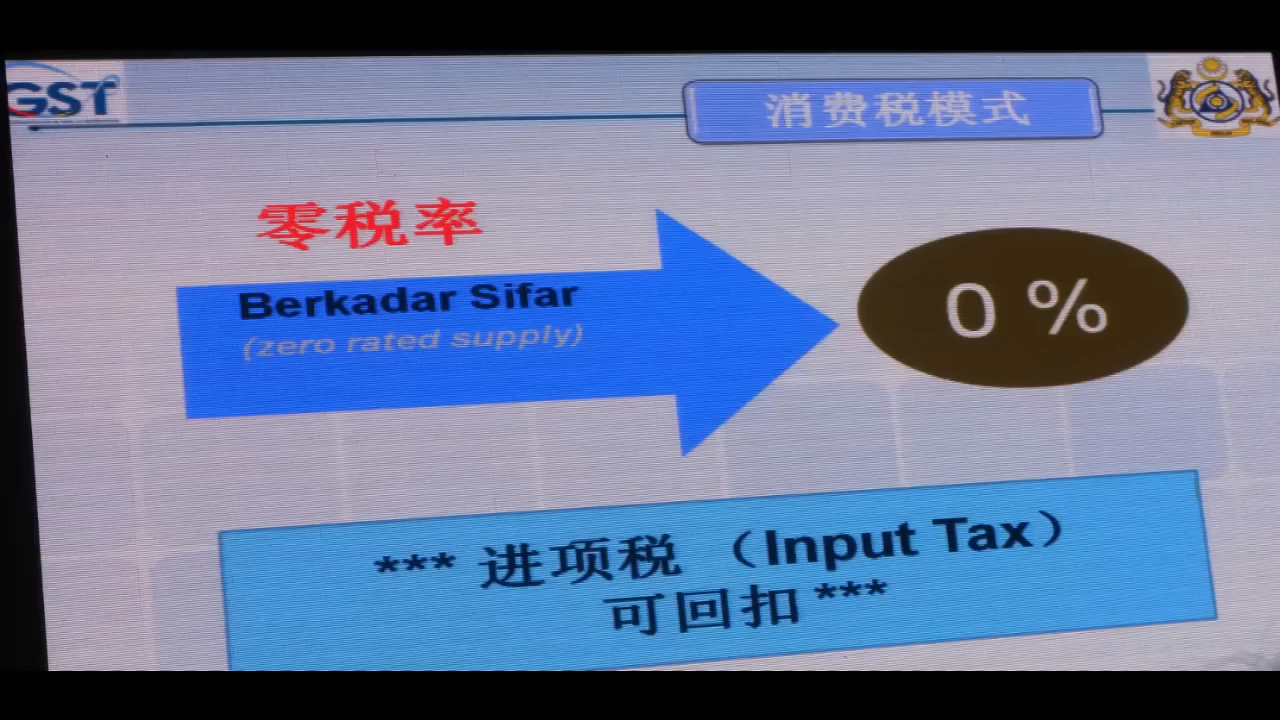 GST
消费税模式
零税率
Berkadar Sifar
(zero rated supply)
0 %
*** 进项税 （Input Tax）
可回扣 ***